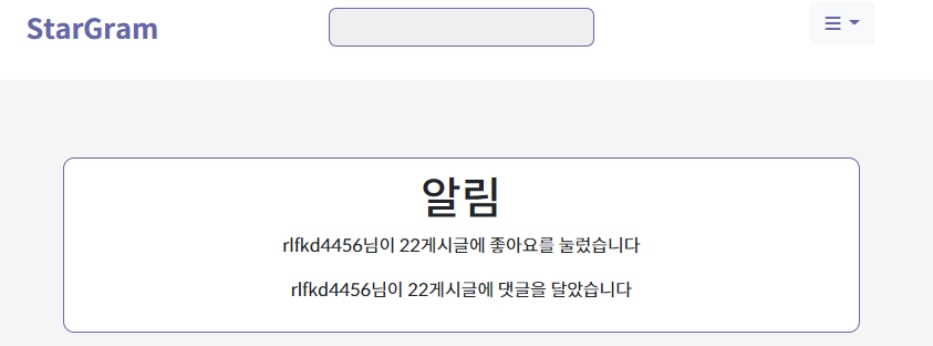 StarGram
알림
rlfkd4456님이 22게시글에 좋아요를 눌렀습니다
rlfkd4456님이 22게시글에 댓글을 달았습니다